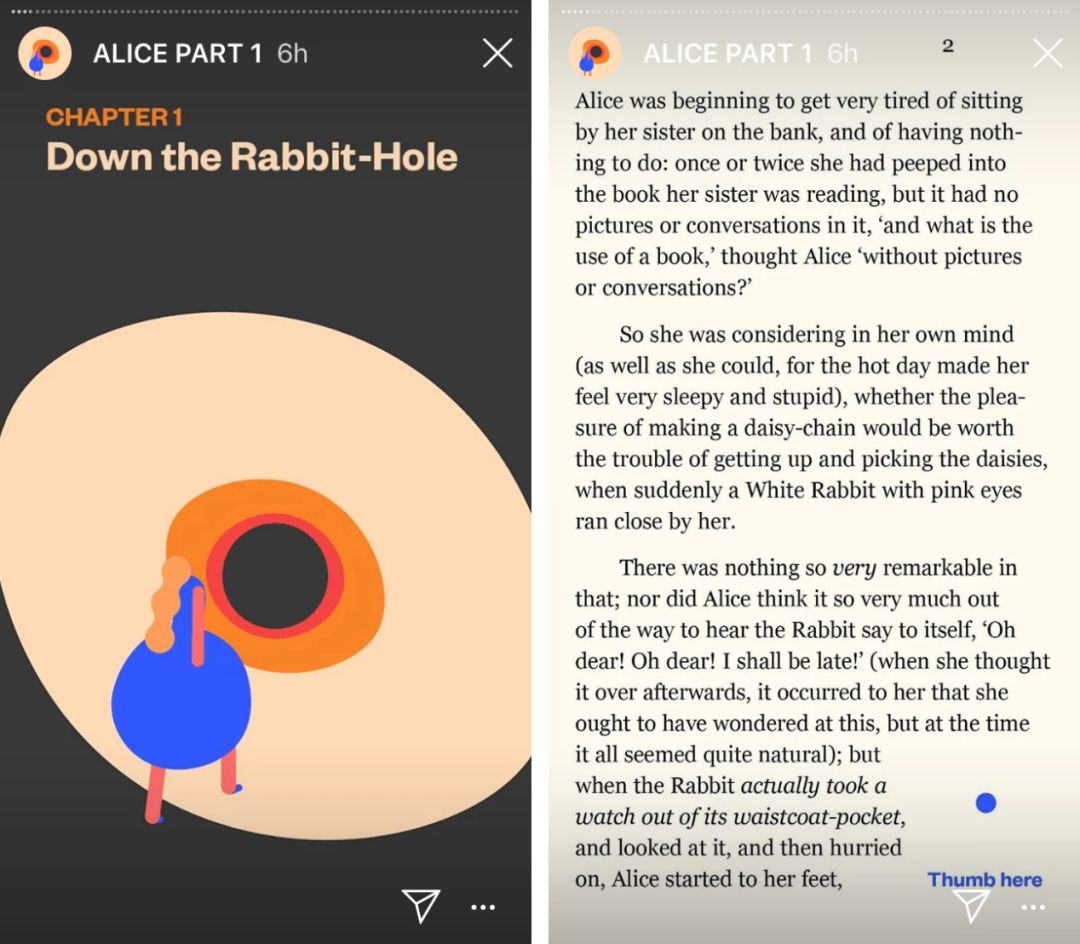 ALICE PART 1 6h
CHAPTER 1
Down the Rabbit-Hole
ALICE PART 1 6h
2
Alice was beginning to get very tired of sitting
by her sister on the bank, and of having noth-
ing to do: once or twice she had peeped into
the book her sister was reading, but it had no
pictures or conversations in it, ‘and what is the
use of a book,’ thought Alice ‘without pictures
or conversations?’
So she was considering in her own mind
(as well as she could, for the hot day made her
feel very sleepy and stupid), whether the plea-
sure of making a daisy-chain would be worth
the trouble of getting up and picking the daisies,
when suddenly a White Rabbit with pink eyes
ran close by her.
There was nothing so very remarkable in
that; nor did Alice think it so very much out
of the way to hear the Rabbit say to itself, ‘Oh
dear! Oh dear! I shall be late!’ (when she thought
it over afterwards, it occurred to her that she
ought to have wondered at this, but at the time
it all seemed quite natural); but
when the Rabbit actually took a
watch out of its waistcoat-pocket,
and looked at it, and then hurried
on, Alice started to her feet,
Thumb here